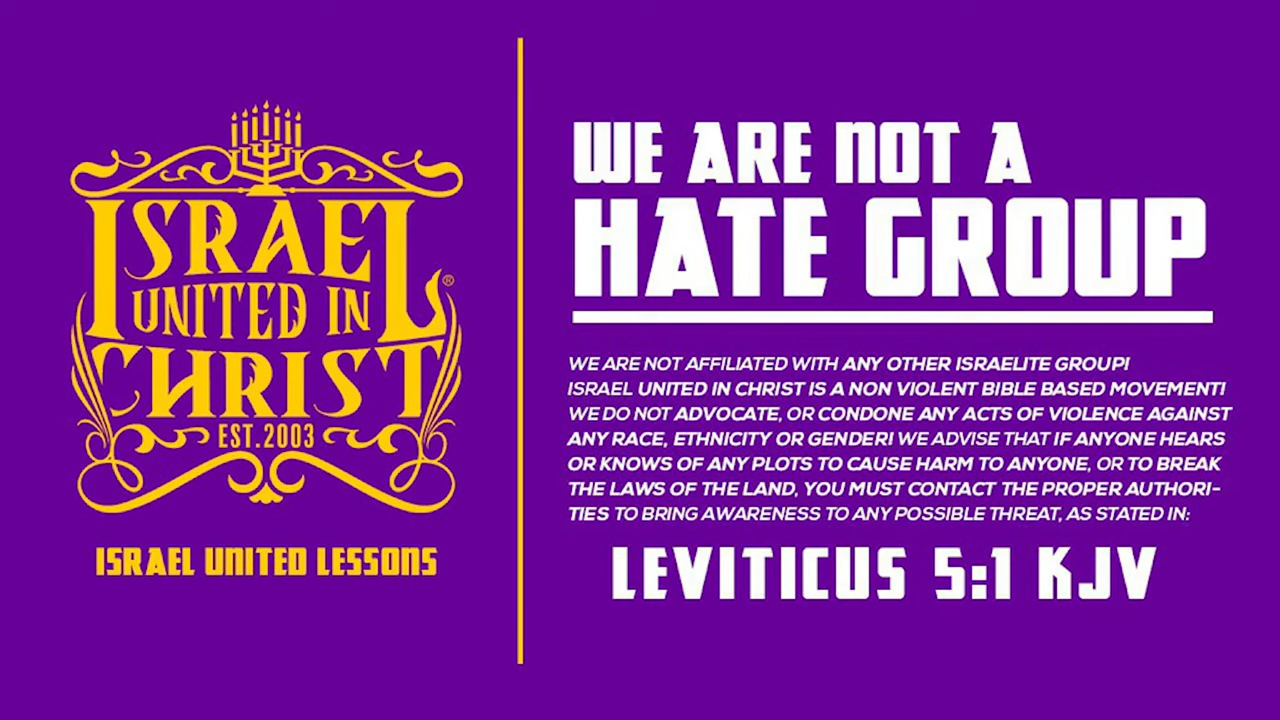 ISRAEL
UNITED IN
CHRIST
EST.2003
ISRAEL UNITED LESSONS
WE ARE NOT A
HATE GROUP
WE ARE NOT AFFILIATED WITH ANY OTHER ISRAELITE GROUP!
ISRAEL UNITED IN CHRIST IS A NON VIOLENT BIBLE BASED MOVEMENT!
WE DO NOT ADVOCATE, OR CONDONE ANY ACTS OF VIOLENCE AGAINST
ANY RACE, ETHNICITY OR GENDER! WE ADVISE THAT IF ANYONE HEARS
OR KNOWS OF ANY PLOTS TO CAUSE HARM TO ANYONE, OR TO BREAK
THE LAWS OF THE LAND, YOU MUST CONTACT THE PROPER AUTHORI-
TIES TO BRING AWARENESS TO ANY POSSIBLE THREAT, AS STATED IN:
LEVITICUS 5:1 KJV